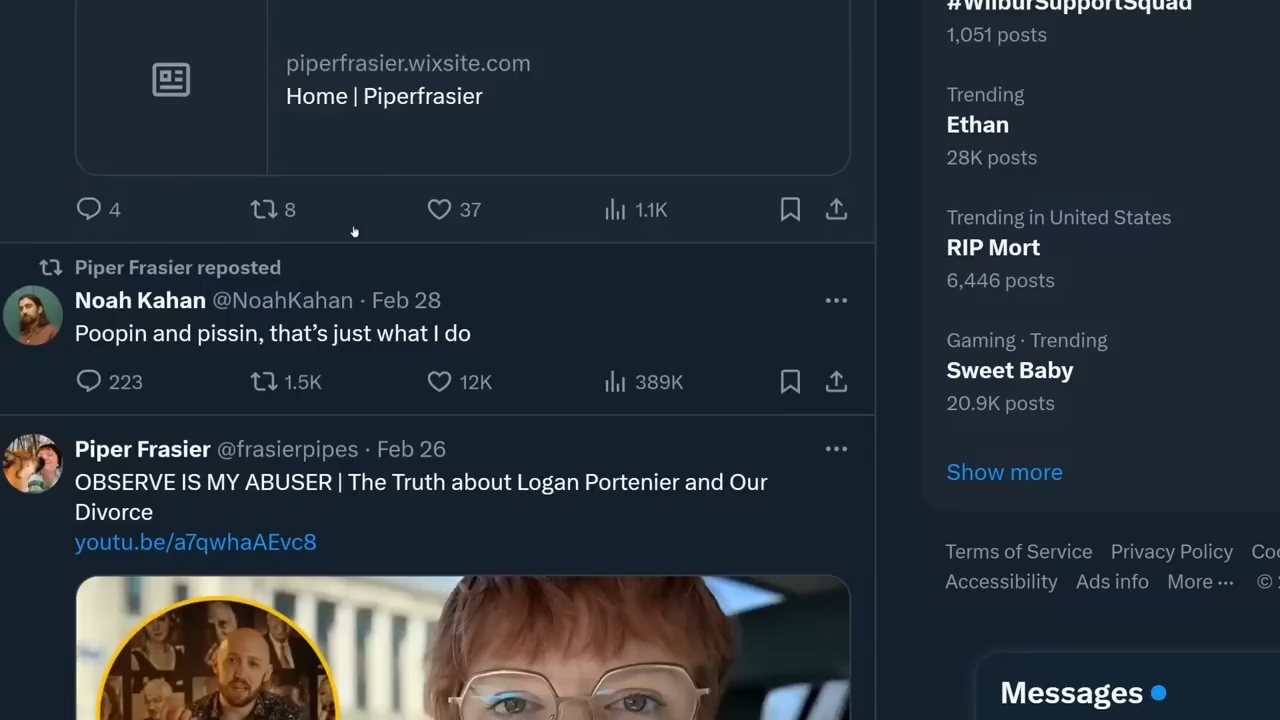 #WilburSupportSquad
1,051 posts
piperfrasier.wixsite.com
Home | Piperfrasier
4
8
37
1.1K
Piper Frasier reposted
Noah Kahan @NoahKahan · Feb 28
Poopin and pissin, that’s just what I do
223
1.5K
12K
389K
Piper Frasier @frasierpipes · Feb 26
OBSERVE IS MY ABUSER | The Truth about Logan Portenier and Our
Divorce
youtu.be/a7qwhaAEvc8
Trending
Ethan
28K posts
Trending in United States
RIP Mort
6,446 posts
Gaming · Trending
Sweet Baby
20.9K posts
Show more
Terms of Service Privacy Policy
Accessibility Ads info More ··· ©
Messages